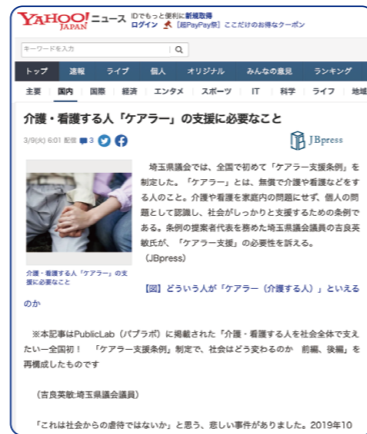 YAHOO! JAPAN ニュース IDでもっと便利に新規取得
ログイン 【超PayPay祭】ここだけのお得なクーポン
キーワードを入力
トップ 速報 ライブ 個人 オリジナル みんなの意見 ランキング
主要 国内 国際 経済 エンタメ スポーツ IT 科学 ライフ 地域
介護・看護する人「ケアラー」の支援に必要なこと
3/9(火) 6:01 配信 3
JBpress
埼玉県議会では、全国で初めて「ケアラー支援条例」を
制定した。「ケアラー」とは、無償で介護や看護などをす
る人のこと。介護や看護を家庭内の問題にせず、個人の問
題として認識し、社会がしっかりと支援するための条例で
ある。条例の提案者代表を務めた埼玉県議会議員の吉良英
敏氏が、「ケアラー支援」の必要性を訴える。
(JBpress)
介護・看護する人「ケアラー」の支
援に必要なこと
【図】どういう人が「ケアラー（介護する人）」といえる
のか
※本記事はPublicLab（パブラボ）に掲載された「介護・看護する人を社会全体で支え
たい―全国初！ 「ケアラー支援条例」制定で、社会はどう変わるのか 前編、後編」を
再構成したものです
（吉良英敏:埼玉県議会議員）
「これは社会からの虐待ではないか」と思う、悲しい事件がありました。2019年10